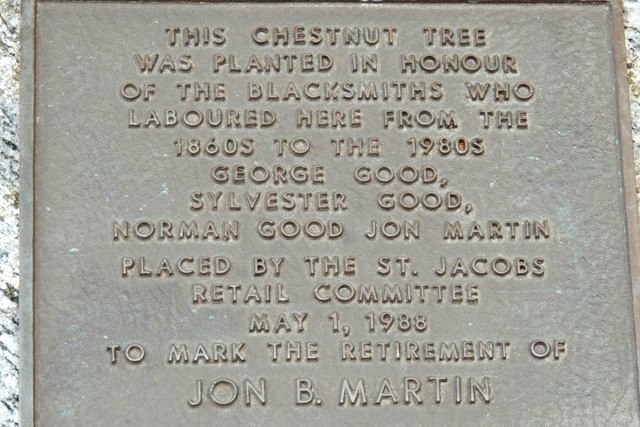 THIS CHESTNUT TREE
WAS PLANTED IN HONOUR
OF THE BLACKSMITHS WHO
LABOURED HERE FROM THE
1860S TO THE 1980S
GEORGE GOOD,
SYLVESTER GOOD,
NORMAN GOOD JON MARTIN
PLACED BY THE ST. JACOBS
RETAIL COMMITTEE
MAY 1, 1988
TO MARK THE RETIREMENT OF
JON B. MARTIN